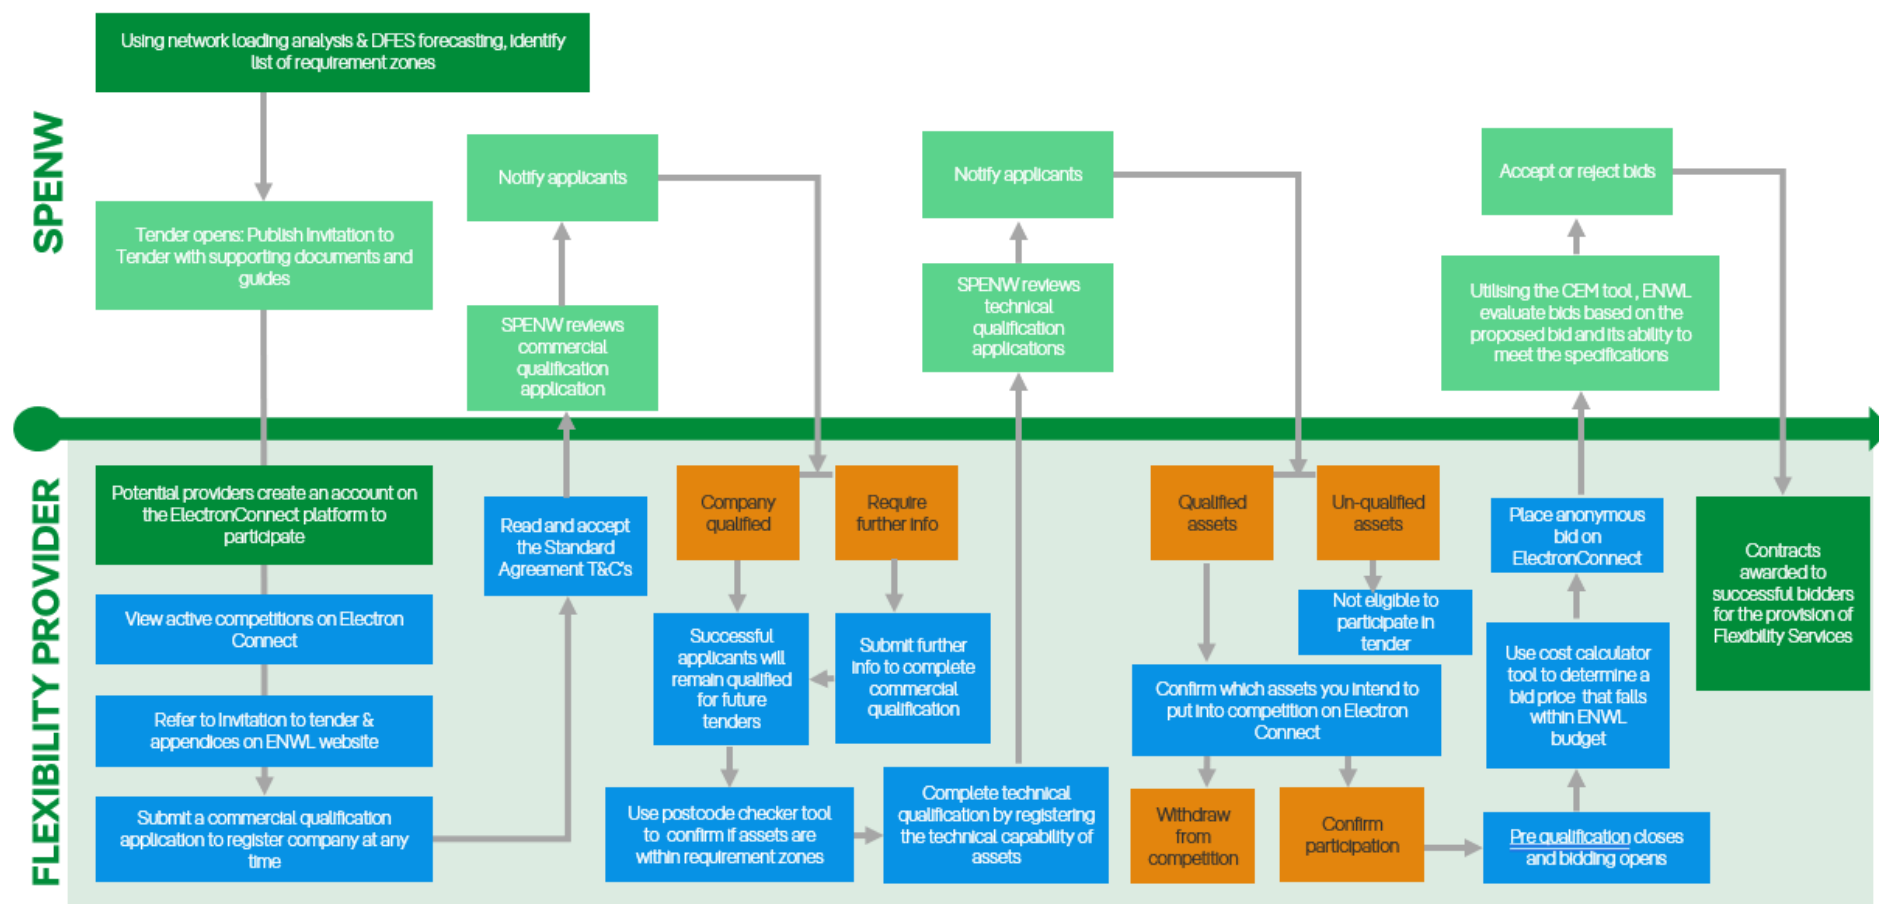 SPENW
Using network loading analysis & DFES forecasting, identify
list of requirement zones
Tender opens: Publish Invitation to
Tender with supporting documents and
guides
FLEXIBILITY PROVIDER
Potential providers create an account on
the ElectronConnect platform to
participate
View active competitions on Electron
Connect
Refer to Invitation to tender &
appendices on ENWL website
Submit a commercial qualification
application to register company at any
time
Read and accept
the Standard
Agreement T&C's
SPENW reviews
commercial
qualification
application
Notify applicants
Company
qualified
Require
further info
Successful
applicants will
remain qualified
for future
tenders
Submit further
info to complete
commercial
qualification
Use postcode checker tool
to confirm if assets are
within requirement zones
Complete technical
qualification by registering
the technical capability of
assets
SPENW reviews
technical
qualification
applications
Notify applicants
Qualified
assets
Un-qualified
assets
Not eligible to
participate in
tender
Confirm which assets you intend to
put into competition on Electron
Connect
Withdraw
from
competition
Confirm
participation
Pre qualification closes
and bidding opens
Use cost calculator
tool to determine a
bid price that falls
within ENWL
budget
Place anonymous
bid on
ElectronConnect
Utilising the CEM tool , ENWL
evaluate bids based on the
proposed bid and its ability to
meet the specifications
Accept or reject bids
Contracts
awarded to
successful bidders
for the provision of
Flexibility Services